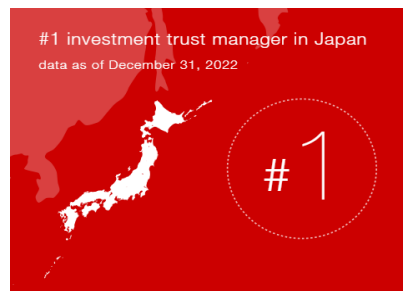 #1 investment trust manager in Japan
data as of December 31, 2022
#1